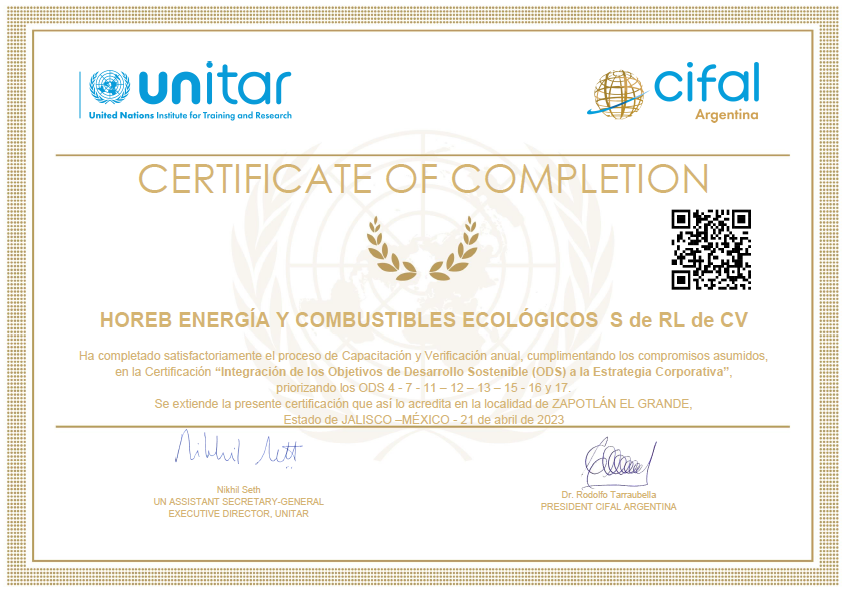 unitar
United Nations Institute for Training and Research
cifal
Argentina
CERTIFICATE OF COMPLETION
HOREB ENERGÍA Y COMBUSTIBLES ECOLÓGICOS S de RL de CV
Ha completado satisfactoriamente el proceso de Capacitación y Verificación anual, cumplimentando los compromisos asumidos,
en la Certificación “Integración de los Objetivos de Desarrollo Sostenible (ODS) a la Estrategia Corporativa”,
priorizando los ODS 4 - 7 - 11 – 12 – 13 – 15 - 16 y 17.
Se extiende la presente certificación que así lo acredita en la localidad de ZAPOTLÁN EL GRANDE,
Estado de JALISCO –MÉXICO - 21 de abril de 2023
Nikhil Seth
Nikhil Seth
UN ASSISTANT SECRETARY-GENERAL
EXECUTIVE DIRECTOR, UNITAR
Dr. Rodolfo Tarraubella
PRESIDENT CIFAL ARGENTINA